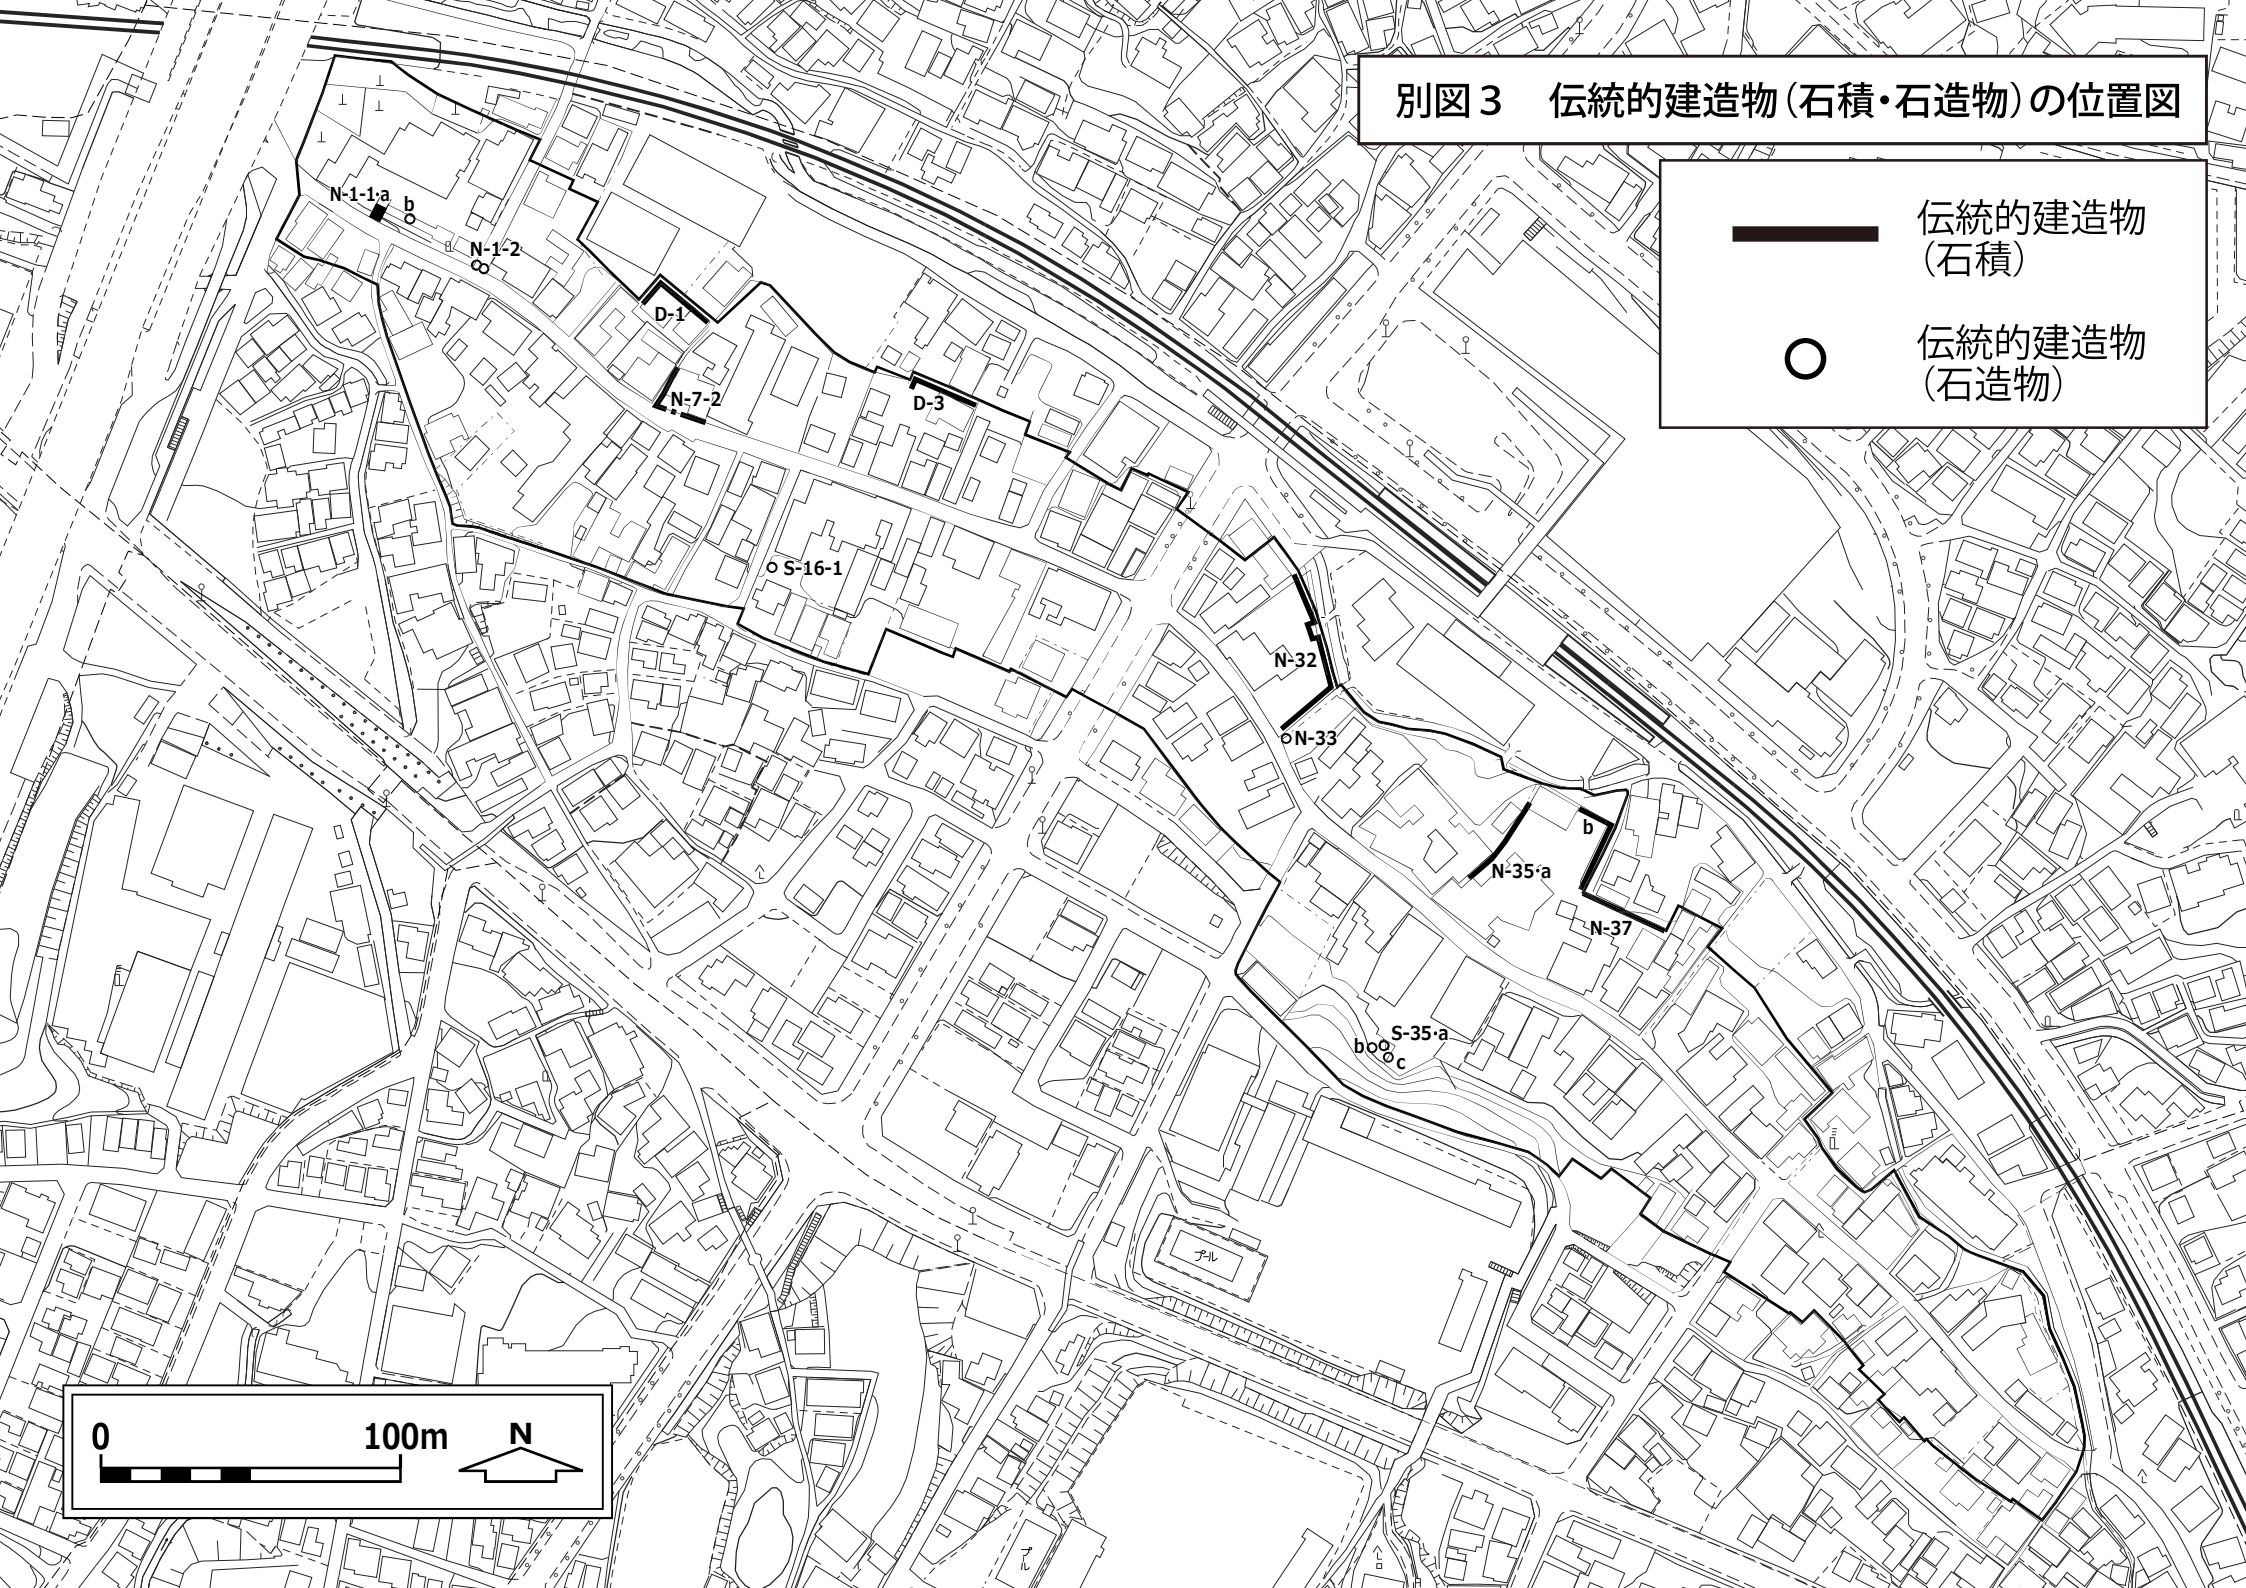 別図３　伝統的建造物（石積・石造物）の位置図
伝統的建造物
（石積）
伝統的建造物
（石造物）
N-1-1·a
b
N-1-2
D-1
N-7-2
D-3
S-16-1
N-32
N-33
b
N-35·a
N-37
S-35·a
b
c
プール
プール
0
100m
N